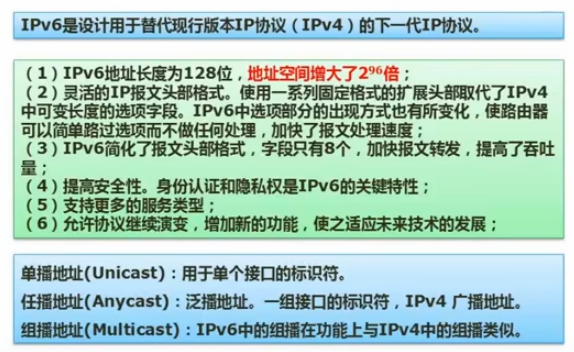 IPv6是设计用于替代现行版本IP协议（IPv4）的下一代IP协议。
（1）IPv6地址长度为128位，地址空间增大了2⁹⁶倍；
（2）灵活的IP报文头部格式。使用一系列固定格式的扩展头部取代了IPv4
中可变长度的选项字段。IPv6中选项部分的出现方式也有所变化，使路由器
可以简单路过选项而不做任何处理，加快了报文处理速度；
（3）IPv6简化了报文头部格式，字段只有8个，加快报文转发，提高了吞吐
量；
（4）提高安全性。身份认证和隐私权是IPv6的关键特性；
（5）支持更多的服务类型；
（6）允许协议继续演变，增加新的功能，使之适应未来技术的发展；
单播地址(Unicast)：用于单个接口的标识符。
任播地址(Anycast)：泛播地址。一组接口的标识符，IPv4 广播地址。
组播地址(Multicast)：IPv6中的组播在功能上与IPv4中的组播类似。